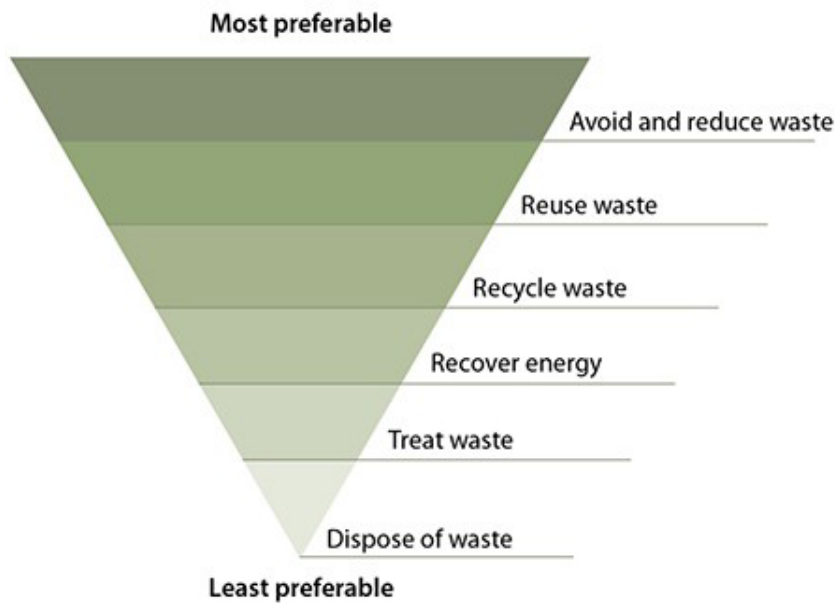 Most preferable
Avoid and reduce waste
Reuse waste
Recycle waste
Recover energy
Treat waste
Dispose of waste
Least preferable